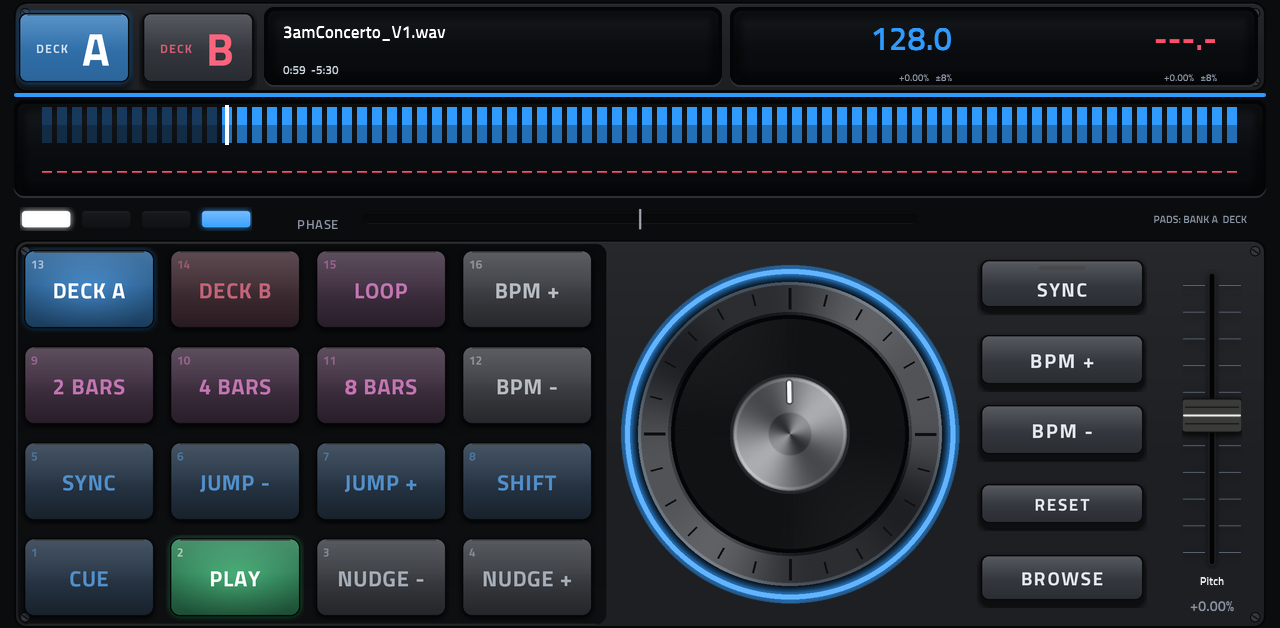 DECK A
DECK B
3amConcerto_V1.wav
0:59 -5:30
128.0
+0.00% ±8%
---.-
+0.00% ±8%
PHASE
PADS: BANK A DECK
13 DECK A
14 DECK B
15 LOOP
16 BPM +
9 2 BARS
10 4 BARS
11 8 BARS
12 BPM -
5 SYNC
6 JUMP -
7 JUMP +
8 SHIFT
1 CUE
2 PLAY
3 NUDGE -
4 NUDGE +
SYNC
BPM +
BPM -
RESET
BROWSE
Pitch
+0.00%